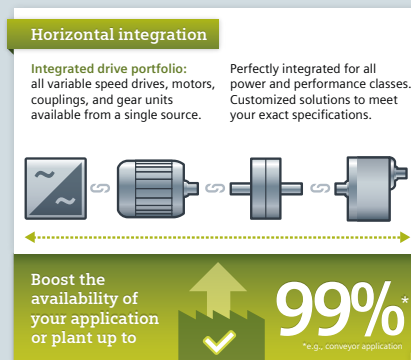 Horizontal integration
Integrated drive portfolio:
all variable speed drives, motors,
couplings, and gear units
available from a single source.
Perfectly integrated for all
power and performance classes.
Customized solutions to meet
your exact specifications.
Boost the
availability of
your application
or plant up to
99%*
*e.g., conveyor application